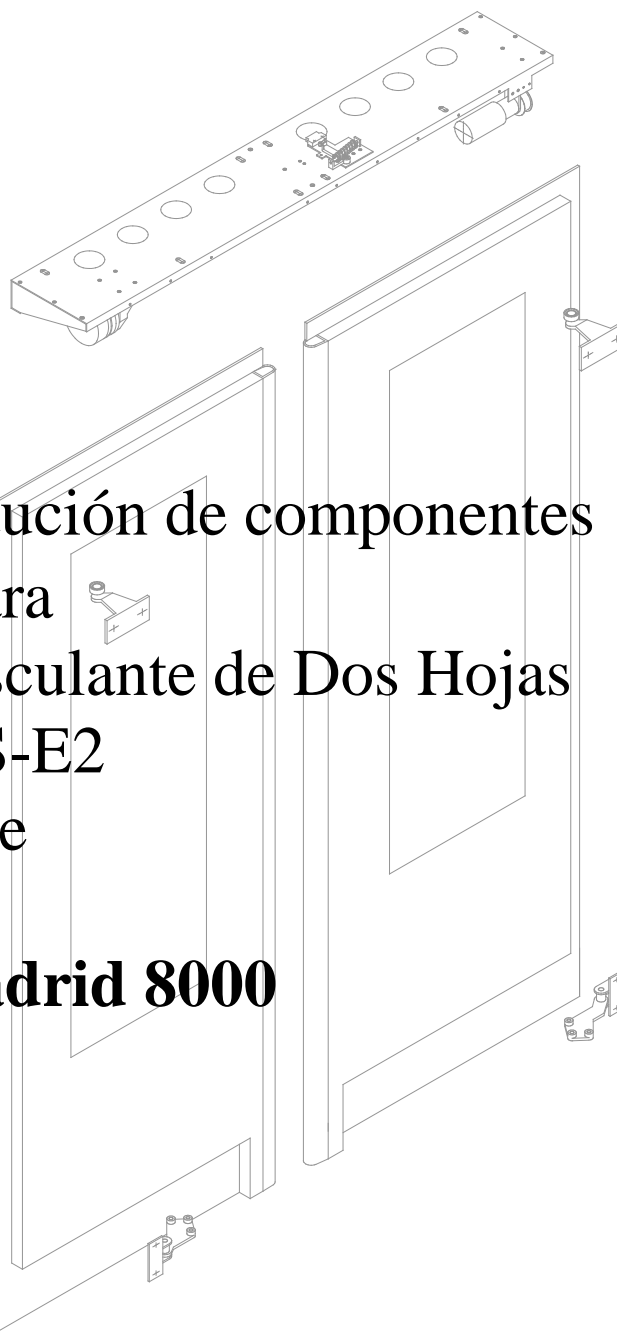 ución de componentes
ra
sculante de Dos Hojas
S-E2
e
adrid 8000